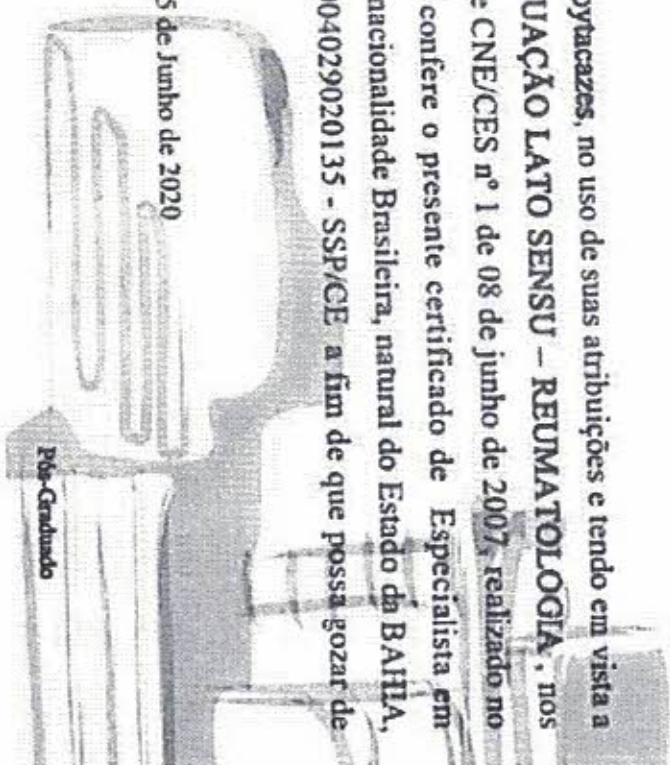 oytacazes, no uso de suas atribuições e tendo em vista a
UAÇÃO LATO SENSU – REUMATOLOGIA , nos
e CNE/CES nº 1 de 08 de junho de 2007, realizado no
confere o presente certificado de Especialista em
nacionalidade Brasileira, natural do Estado da BAHIA,
004029020135 - SSP/CE a fim de que possa gozar de
5 de Junho de 2020
Pós-Graduado